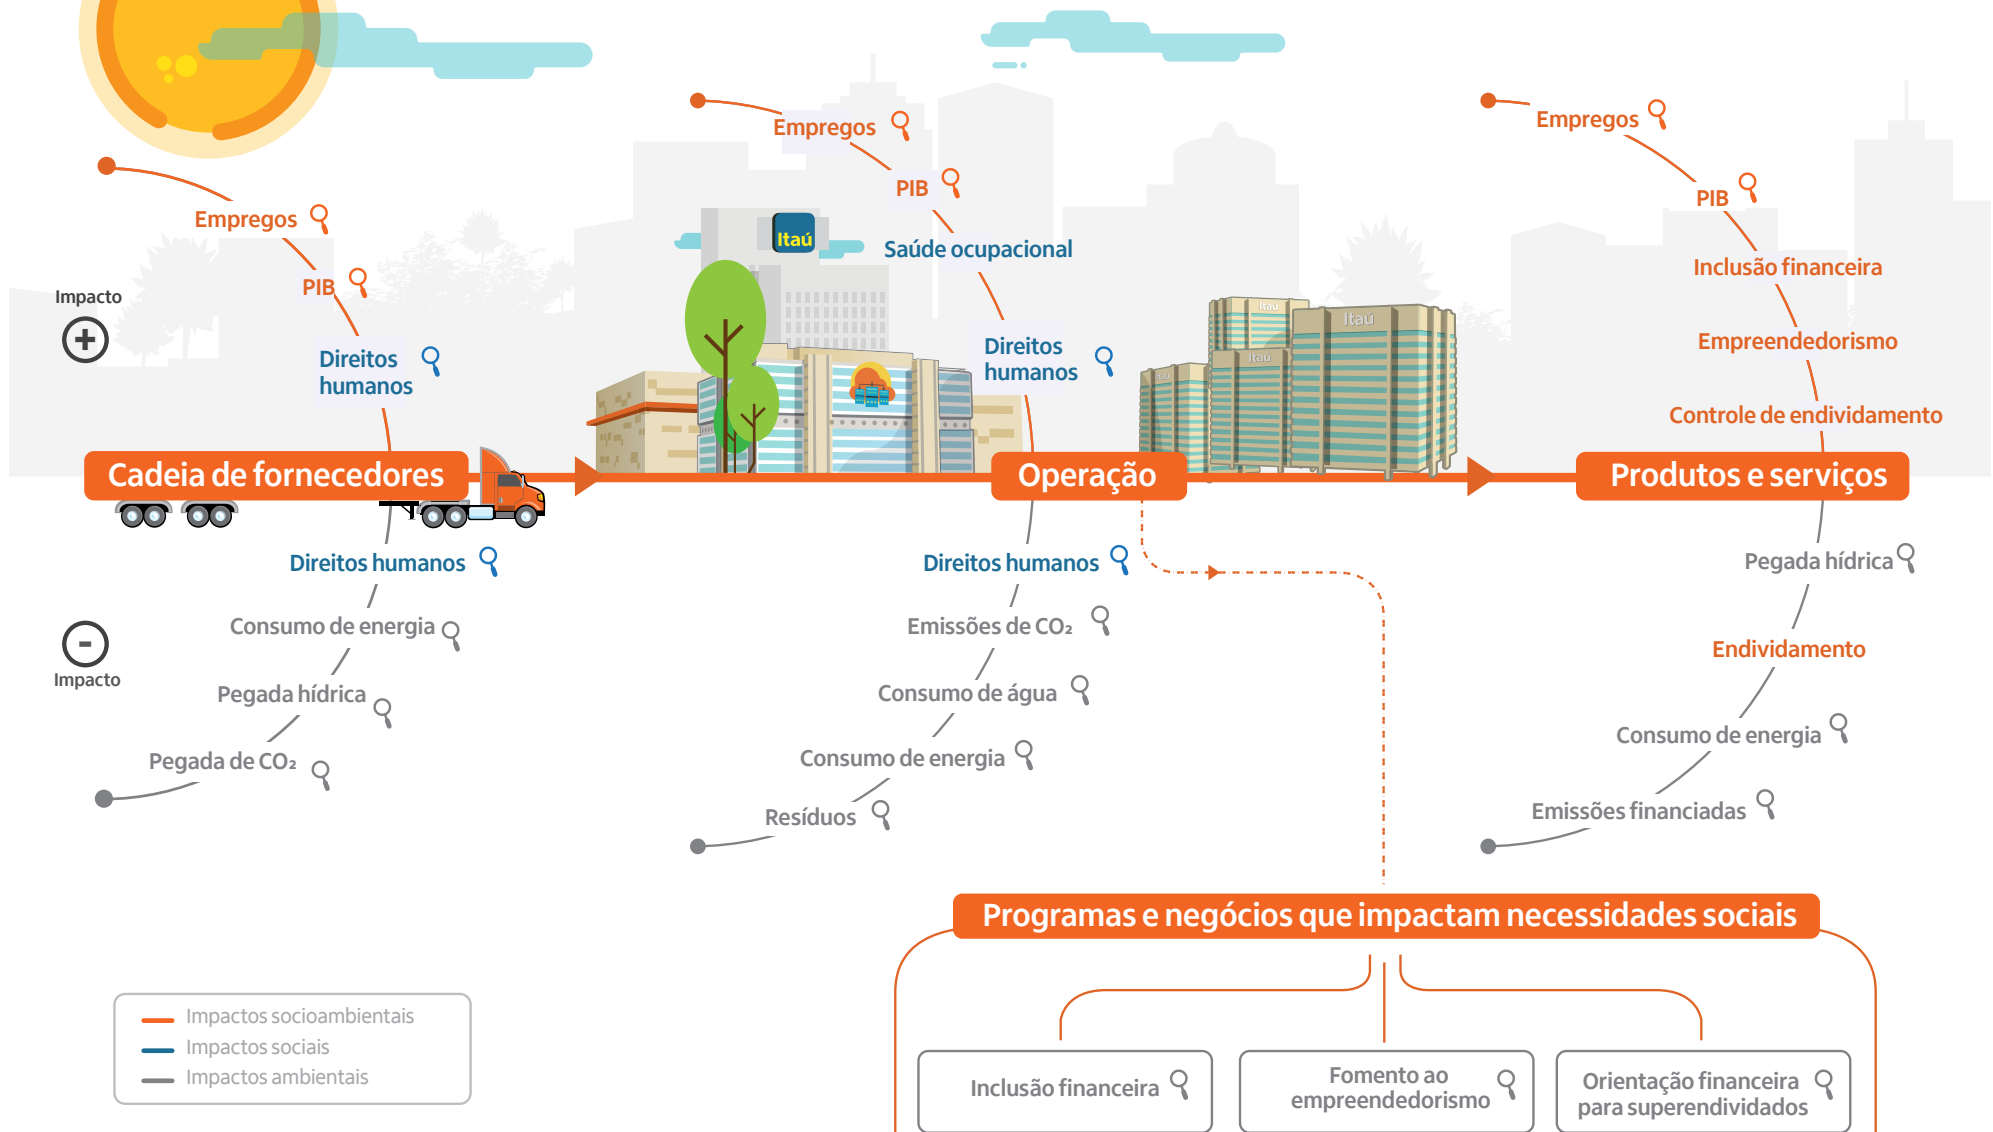 Impacto
+
Empregos
PIB
Direitos
humanos
Cadeia de fornecedores
Direitos humanos
Consumo de energia
Pegada hídrica
Pegada de CO₂
-
Impacto
Empregos
PIB
Saúde ocupacional
Direitos
humanos
Itaú
Operação
Direitos humanos
Emissões de CO₂
Consumo de água
Consumo de energia
Resíduos
Itaú
Itaú
Itaú
Itaú
Empregos
PIB
Inclusão financeira
Empreendedorismo
Controle de endividamento
Produtos e serviços
Pegada hídrica
Endividamento
Consumo de energia
Emissões financiadas
Programas e negócios que impactam necessidades sociais
Inclusão financeira
Fomento ao
empreendedorismo
Orientação financeira
para superendividados
Impactos socioambientais
Impactos sociais
Impactos ambientais